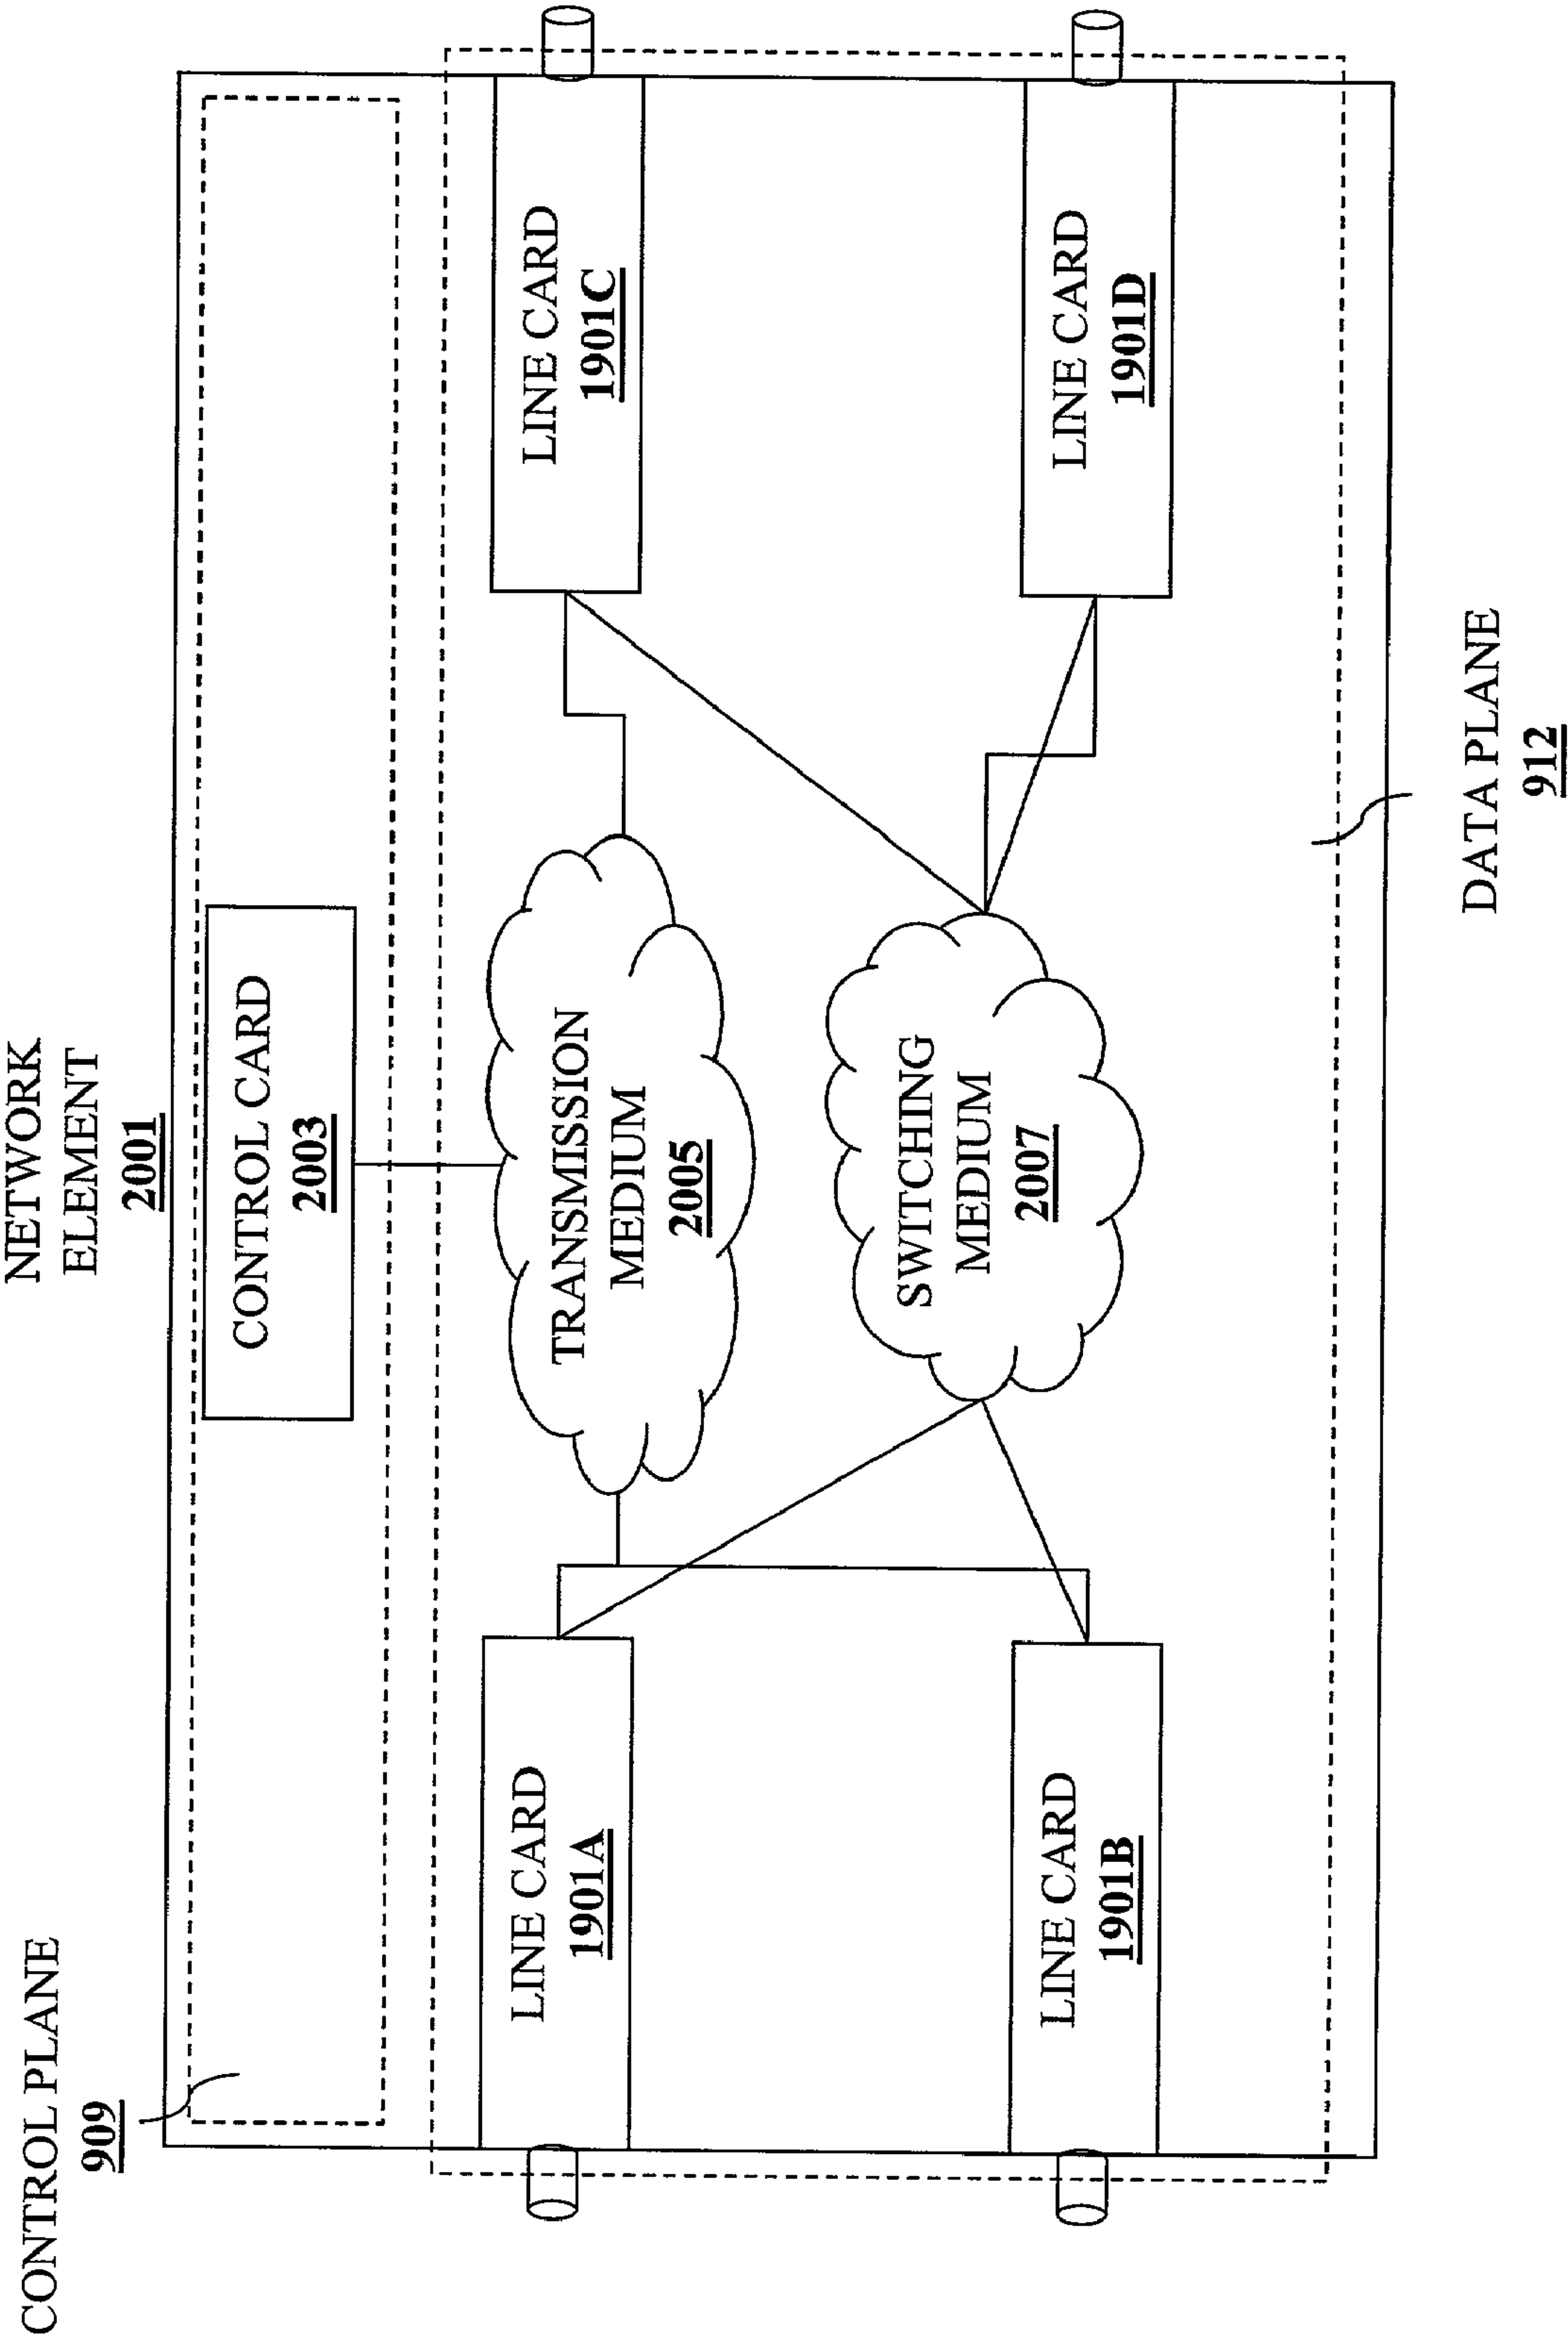 NETWORK
ELEMENT
2001
CONTROL PLANE
909
CONTROL CARD
2003
LINE CARD
1901A
TRANSMISSION
MEDIUM
2005
LINE CARD
1901C
LINE CARD
1901B
SWITCHING
MEDIUM
2007
LINE CARD
1901D
DATA PLANE
912